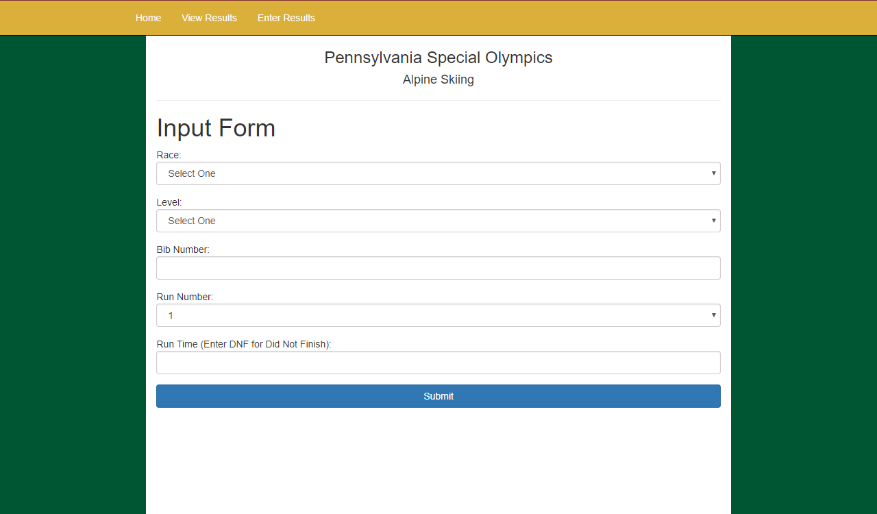 Home View Results Enter Results
Pennsylvania Special Olympics
Alpine Skiing
Input Form
Race:
Select One
Level:
Select One
Bib Number:
Run Number:
1
Run Time (Enter DNF for Did Not Finish):
Submit